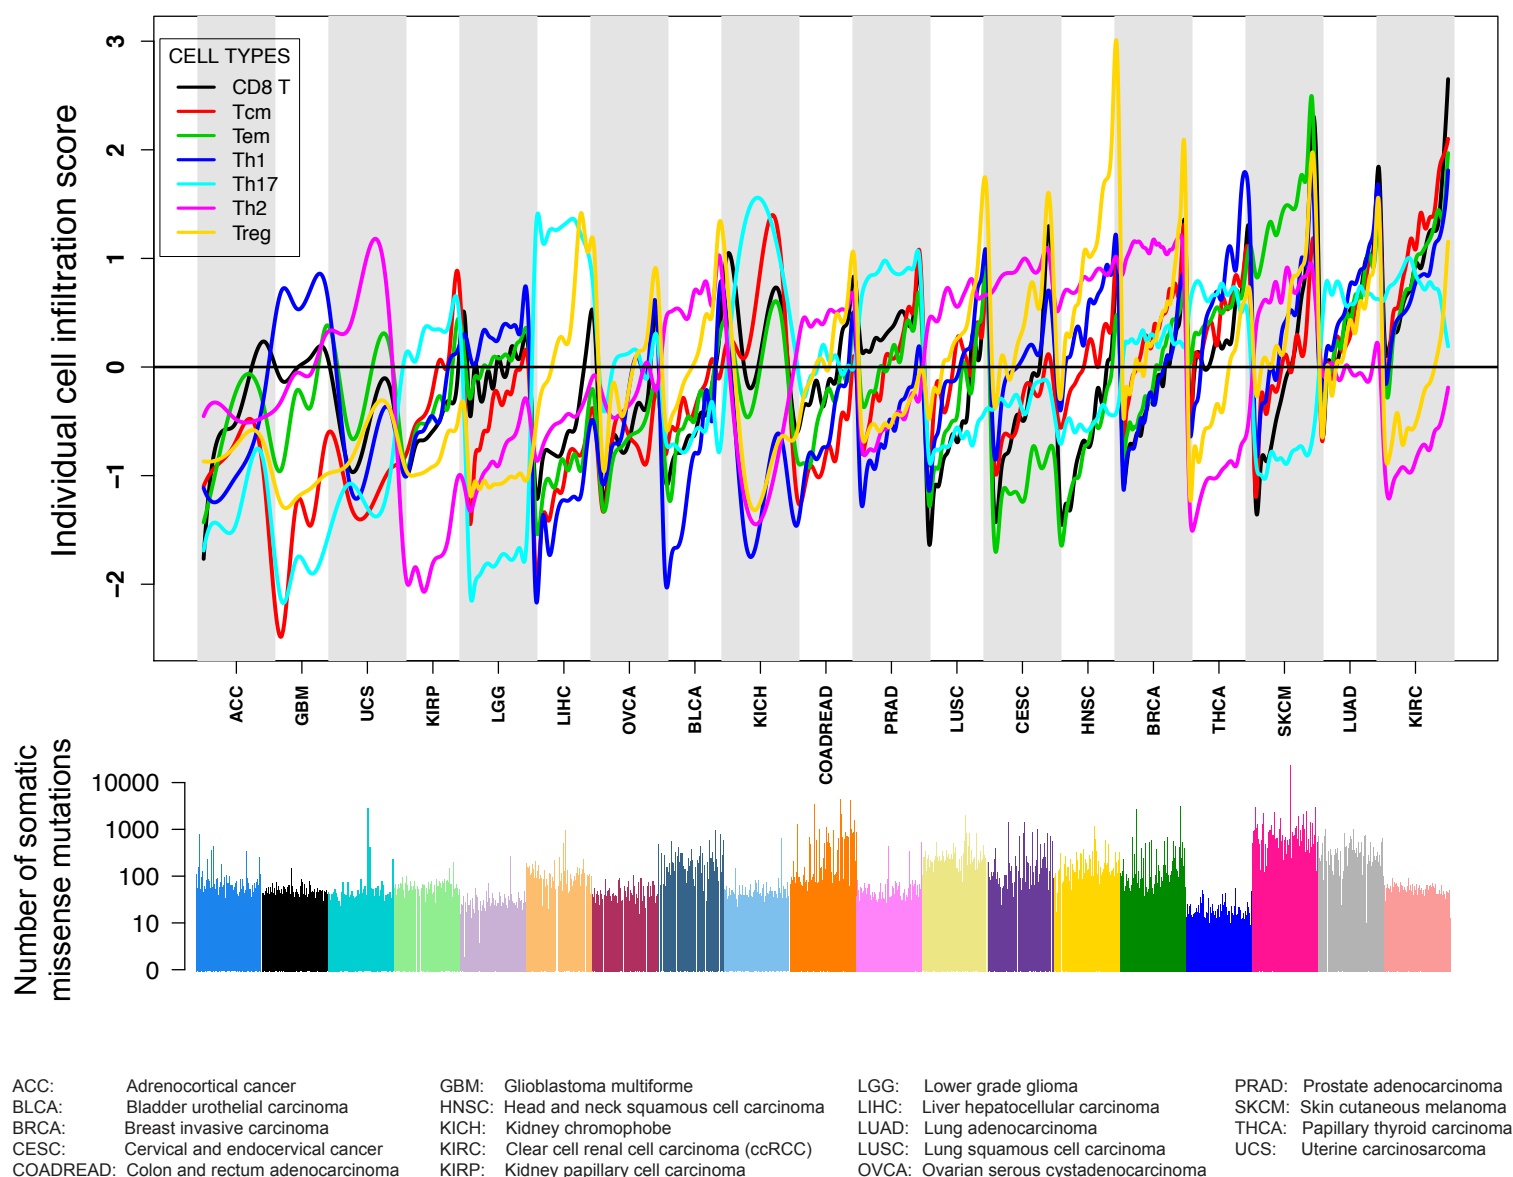 3
2
1
0
−1
−2
Individual cell infiltration score
CELL TYPES
CD8 T
Tcm
Tem
Th1
Th17
Th2
Treg
ACC
GBM
UCS
KIRP
LGG
LIHC
OVCA
BLCA
KICH
COADREAD
PRAD
LUSC
CESC
HNSC
BRCA
THCA
SKCM
LUAD
KIRC
Number of somatic
missense mutations
10000
1000
100
10
0
ACC: Adrenocortical cancer
BLCA: Bladder urothelial carcinoma
BRCA: Breast invasive carcinoma
CESC: Cervical and endocervical cancer
COADREAD: Colon and rectum adenocarcinoma
GBM: Glioblastoma multiforme
HNSC: Head and neck squamous cell carcinoma
KICH: Kidney chromophobe
KIRC: Clear cell renal cell carcinoma (ccRCC)
KIRP: Kidney papillary cell carcinoma
LGG: Lower grade glioma
LIHC: Liver hepatocellular carcinoma
LUAD: Lung adenocarcinoma
LUSC: Lung squamous cell carcinoma
OVCA: Ovarian serous cystadenocarcinoma
PRAD: Prostate adenocarcinoma
SKCM: Skin cutaneous melanoma
THCA: Papillary thyroid carcinoma
UCS: Uterine carcinosarcoma